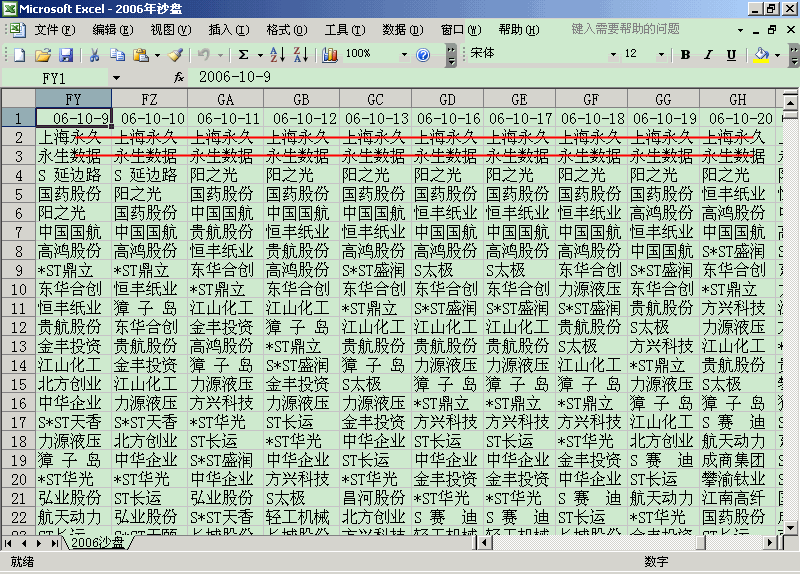 Microsoft Excel - 2006年沙盘
文件(F) 编辑(E) 视图(V) 插入(I) 格式(O) 工具(T) 数据(D) 窗口(W) 帮助(H) 键入需要帮助的问题
Σ 100% 宋体 12 B I U
FY1 fx 2006-10-9
FY FZ GA GB GC GD GE GF GG GH
1 06-10-9 06-10-10 06-10-11 06-10-12 06-10-13 06-10-16 06-10-17 06-10-18 06-10-19 06-10-20
2 上海永久 上海永久 上海永久 上海永久 上海永久 上海永久 上海永久 上海永久 上海永久 上海永久
3 永生数据 永生数据 永生数据 永生数据 永生数据 永生数据 永生数据 永生数据 永生数据 永生数据
4 S 延边路 S 延边路 阳之光 阳之光 阳之光 阳之光 阳之光 阳之光 阳之光 阳之光
5 国药股份 阳之光 国药股份 国药股份 国药股份 国药股份 国药股份 国药股份 国药股份 恒丰纸业
6 阳之光 国药股份 中国国航 中国国航 中国国航 恒丰纸业 恒丰纸业 恒丰纸业 高鸿股份 高鸿股份
7 中国国航 中国国航 贵航股份 恒丰纸业 恒丰纸业 中国国航 中国国航 中国国航 恒丰纸业 中国国航
8 高鸿股份 高鸿股份 恒丰纸业 贵航股份 高鸿股份 高鸿股份 高鸿股份 高鸿股份 中国国航 S*ST盛润
9 *ST鼎立 *ST鼎立 东华合创 高鸿股份 S*ST盛润 S太极 S太极 东华合创 S*ST盛润 东华合创
10 东华合创 恒丰纸业 *ST鼎立 东华合创 东华合创 东华合创 东华合创 力源液压 东华合创 *ST鼎立
11 恒丰纸业 獐 子 岛 江山化工 江山化工 *ST鼎立 S*ST盛润 S*ST盛润 S*ST盛润 贵航股份 方兴科技
12 贵航股份 东华合创 金丰投资 獐 子 岛 江山化工 江山化工 江山化工 贵航股份 S太极 力源液压
13 金丰投资 贵航股份 高鸿股份 *ST鼎立 贵航股份 贵航股份 贵航股份 S太极 方兴科技 贵航股份
14 江山化工 金丰投资 獐 子 岛 S*ST盛润 力源液压 力源液压 力源液压 江山化工 *ST鼎立 江山化工
15 北方创业 江山化工 力源液压 金丰投资 S太极 獐 子 岛 獐 子 岛 獐 子 岛 力源液压 S太极
16 中华企业 力源液压 方兴科技 力源液压 獐 子 岛 *ST鼎立 *ST鼎立 *ST鼎立 獐 子 岛 獐 子 岛
17 S*ST天香 S*ST天香 *ST华光 ST长运 金丰投资 方兴科技 方兴科技 方兴科技 江山化工 S 赛 迪
18 力源液压 北方创业 ST长运 *ST华光 中华企业 ST长运 ST长运 *ST华光 北方创业 航天动力
19 獐 子 岛 中华企业 S*ST盛润 中华企业 ST长运 中华企业 中华企业 金丰投资 S 赛 迪 成商集团
20 *ST华光 *ST华光 中华企业 方兴科技 *ST华光 金丰投资 金丰投资 中华企业 ST长运 攀渝钛业
21 弘业股份 ST长运 弘业股份 S太极 昌河股份 *ST华光 *ST华光 S 赛 迪 航天动力 江南高纤
22 航天动力 弘业股份 S*ST天香 轻工机械 北方创业 S 赛 迪 S 赛 迪 ST长运 *ST华光 国药股份
2006沙盘
就绪 数字